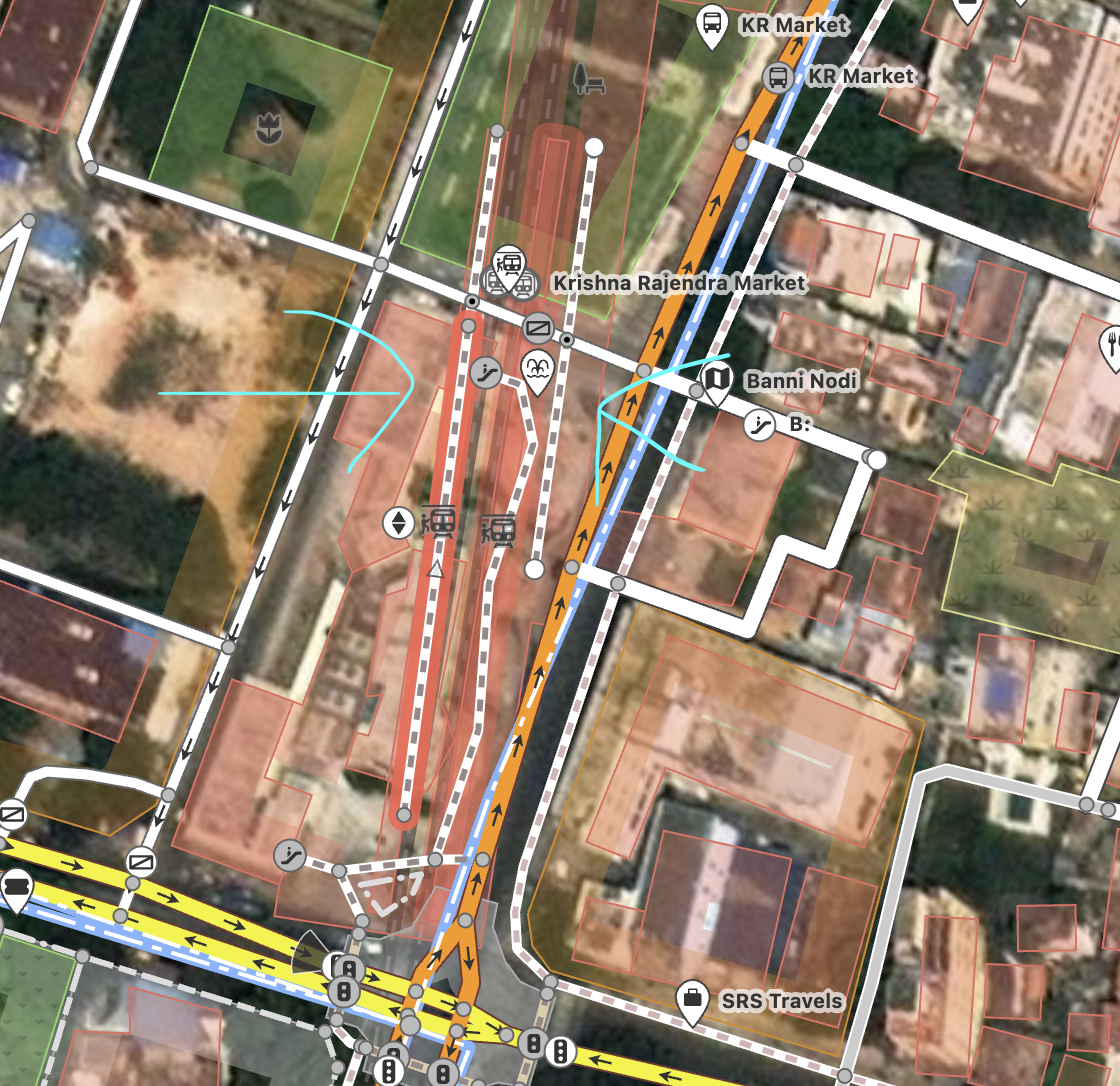 KR Market
KR Market
Krishna Rajendra Market
Banni Nodi
B:
SRS Travels